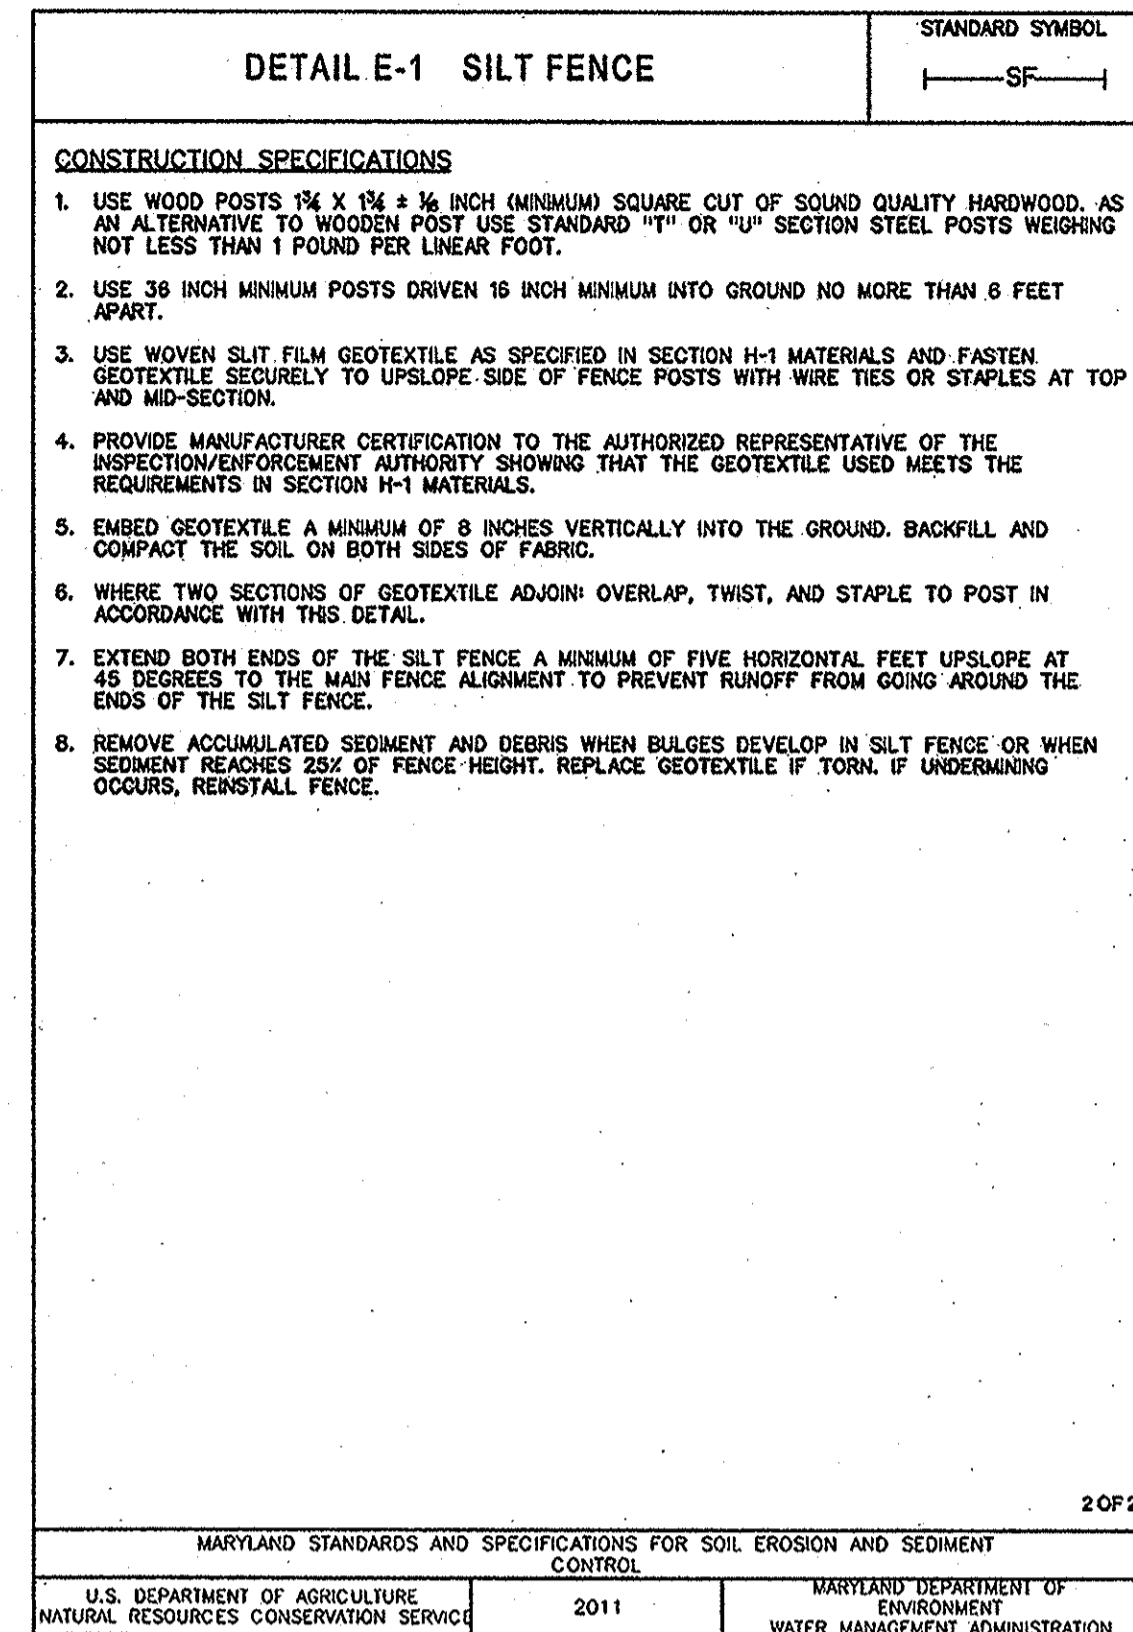 DETAIL E-1 SILT FENCE
STANDARD SYMBOL
SF
CONSTRUCTION SPECIFICATIONS
1. USE WOOD POSTS 1¾ X 1¾ ± 1/16 INCH (MINIMUM) SQUARE CUT OF SOUND QUALITY HARDWOOD. AS
AN ALTERNATIVE TO WOODEN POST USE STANDARD "T" OR "U" SECTION STEEL POSTS WEIGHING
NOT LESS THAN 1 POUND PER LINEAR FOOT.
2. USE 36 INCH MINIMUM POSTS DRIVEN 16 INCH MINIMUM INTO GROUND NO MORE THAN 6 FEET
APART.
3. USE WOVEN SLIT FILM GEOTEXTILE AS SPECIFIED IN SECTION H-1 MATERIALS AND FASTEN
GEOTEXTILE SECURELY TO UPSLOPE SIDE OF FENCE POSTS WITH WIRE TIES OR STAPLES AT TOP
AND MID-SECTION.
4. PROVIDE MANUFACTURER CERTIFICATION TO THE AUTHORIZED REPRESENTATIVE OF THE
INSPECTION/ENFORCEMENT AUTHORITY SHOWING THAT THE GEOTEXTILE USED MEETS THE
REQUIREMENTS IN SECTION H-1 MATERIALS.
5. EMBED GEOTEXTILE A MINIMUM OF 8 INCHES VERTICALLY INTO THE GROUND. BACKFILL AND
COMPACT THE SOIL ON BOTH SIDES OF FABRIC.
6. WHERE TWO SECTIONS OF GEOTEXTILE ADJOIN: OVERLAP, TWIST, AND STAPLE TO POST IN
ACCORDANCE WITH THIS DETAIL.
7. EXTEND BOTH ENDS OF THE SILT FENCE A MINIMUM OF FIVE HORIZONTAL FEET UPSLOPE AT
45 DEGREES TO THE MAIN FENCE ALIGNMENT TO PREVENT RUNOFF FROM GOING AROUND THE
ENDS OF THE SILT FENCE.
8. REMOVE ACCUMULATED SEDIMENT AND DEBRIS WHEN BULGES DEVELOP IN SILT FENCE OR WHEN
SEDIMENT REACHES 25% OF FENCE HEIGHT. REPLACE GEOTEXTILE IF TORN. IF UNDERMINING
OCCURS, REINSTALL FENCE.
2 OF 2
MARYLAND STANDARDS AND SPECIFICATIONS FOR SOIL EROSION AND SEDIMENT
CONTROL
U.S. DEPARTMENT OF AGRICULTURE
NATURAL RESOURCES CONSERVATION SERVICE
2011
MARYLAND DEPARTMENT OF
ENVIRONMENT
WATER MANAGEMENT ADMINISTRATION